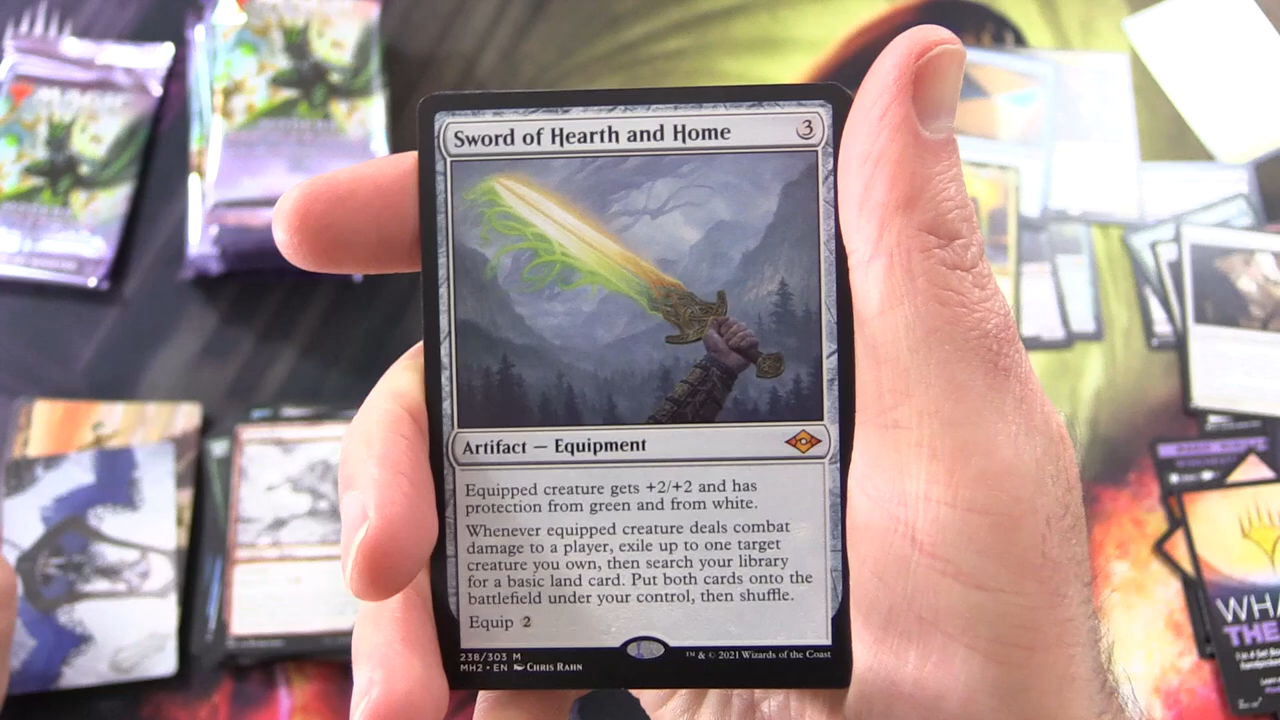 Sword of Hearth and Home 3
Artifact — Equipment
Equipped creature gets +2/+2 and has
protection from green and from white.
Whenever equipped creature deals combat
damage to a player, exile up to one target
creature you own, then search your library
for a basic land card. Put both cards onto the
battlefield under your control, then shuffle.
Equip 2
238/303 M
MH2 • EN Chris Rahn
™ & © 2021 Wizards of the Coast
THE